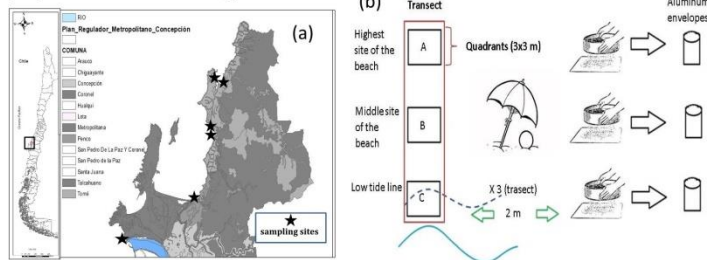 Chile
RIO
Plan_Regulador_Metropolitano_Concepción
COMUNA
Arauco
Chiguayante
Concepción
Coronel
Hualqui
Lota
Metropolitana
Penco
San Pedro De La Paz Y Coronel
San Pedro de la Paz
Santa Juana
Talcahuano
Tomé
(a)
sampling sites
(b)
Transect
Aluminum
envelopes
Highest
site of the
beach
A
Quadrants (3x3 m)
Middle site
of the
beach
B
Low tide line
C
X 3 (trasect)
2 m